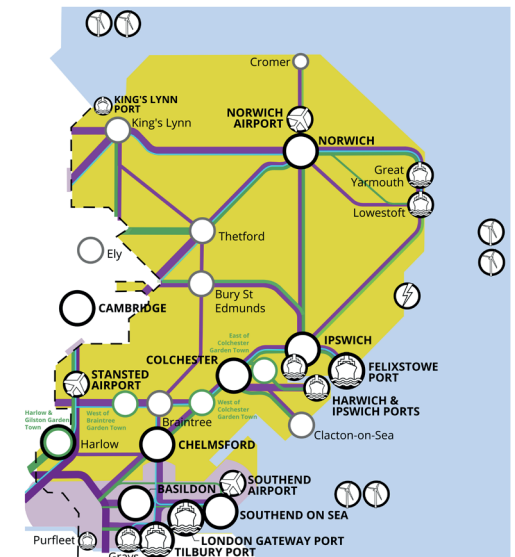 Cromer
KING'S LYNN
PORT
King's Lynn
NORWICH
AIRPORT
NORWICH
Great
Yarmouth
Lowestoft
Thetford
Ely
Bury St
Edmunds
CAMBRIDGE
East of
Colchester
Garden Town
IPSWICH
COLCHESTER
FELIXSTOWE
PORT
STANSTED
AIRPORT
HARWICH &
IPSWICH PORTS
West of
Braintree
Garden Town
West of
Colchester
Garden Town
Harlow &
Gilston Garden
Town
Braintree
Clacton-on-Sea
Harlow
CHELMSFORD
SOUTHEND
AIRPORT
BASILDON
SOUTHEND ON SEA
Purfleet
LONDON GATEWAY PORT
TILBURY PORT
Grays